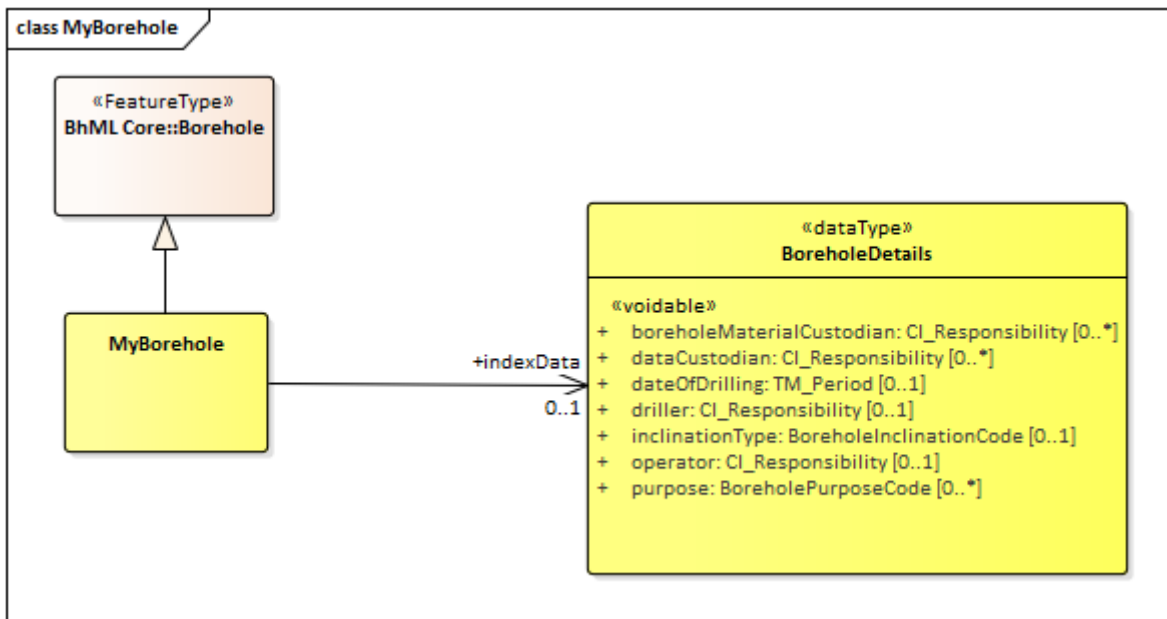 class MyBorehole
«FeatureType»
BhML Core::Borehole
MyBorehole
+indexData
0..1
«dataType»
BoreholeDetails
«voidable»
+ boreholeMaterialCustodian: CI_Responsibility [0..*]
+ dataCustodian: CI_Responsibility [0..*]
+ dateOfDrilling: TM_Period [0..1]
+ driller: CI_Responsibility [0..1]
+ inclinationType: BoreholeInclinationCode [0..1]
+ operator: CI_Responsibility [0..1]
+ purpose: BoreholePurposeCode [0..*]